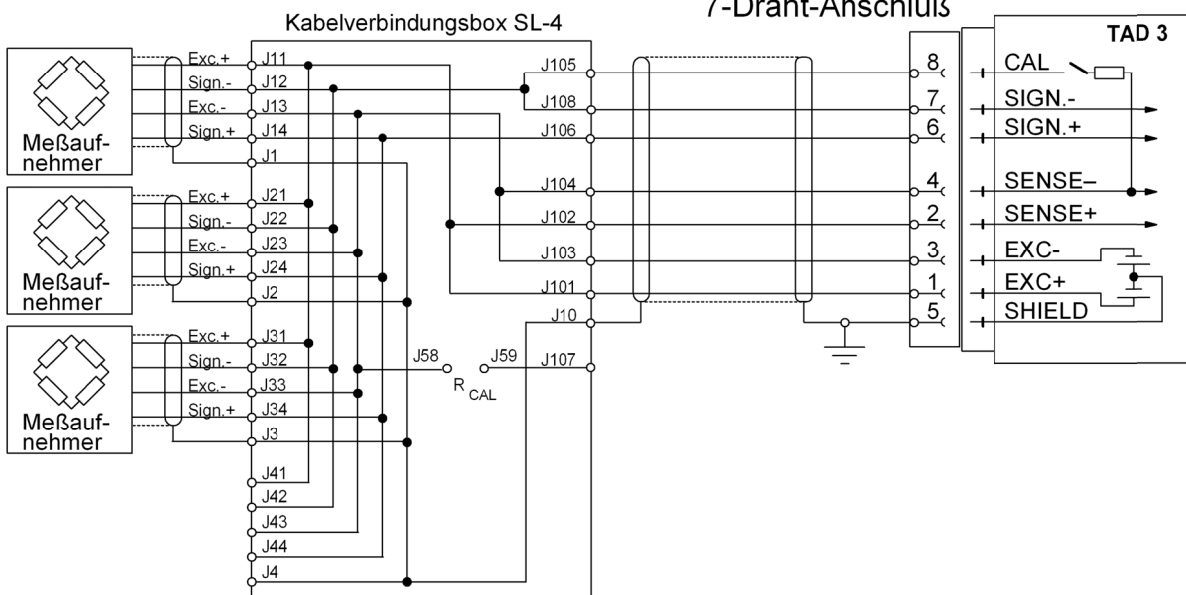 7-Draht-Anschluß
Kabelverbindungsbox SL-4
TAD 3
Meßauf-
nehmer
Exc.+
Sign.-
Exc.-
Sign.+
J11
J12
J13
J14
J1
Meßauf-
nehmer
Exc.+
Sign.-
Exc.-
Sign.+
J21
J22
J23
J24
J2
Meßauf-
nehmer
Exc.+
Sign.-
Exc.-
Sign.+
J31
J32
J33
J34
J3
J41
J42
J43
J44
J4
J58
J59
R CAL
J105
J108
J106
J104
J102
J103
J101
J10
J107
8 CAL
7 SIGN.-
6 SIGN.+
4 SENSE–
2 SENSE+
3 EXC-
1 EXC+
5 SHIELD